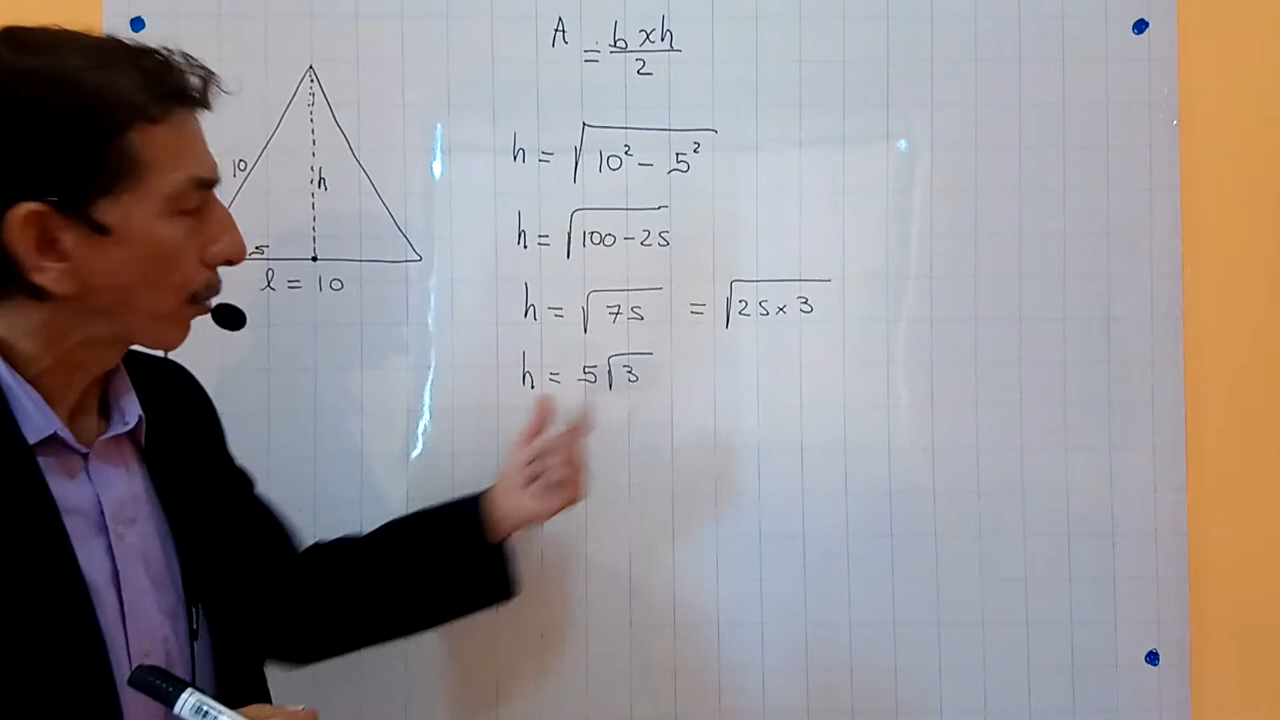 A = b x h / 2
10
h
5
l = 10
h = √10² - 5²
h = √100 - 25
h = √75 = √25 x 3
h = 5√3